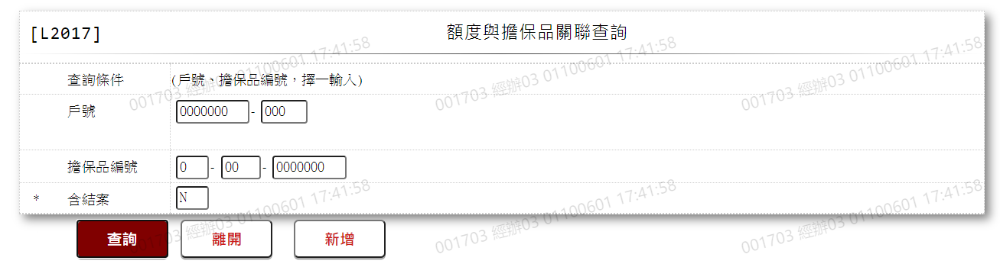 [L2017] 額度與擔保品關聯查詢
查詢條件 (戶號、擔保品編號，擇一輸入)
戶號 0000000 - 000
擔保品編號 0 - 00 - 0000000
* 含結案 N
查詢 離開 新增
001703 經辦03 01100601 17:41:58
001703 經辦03 01100601 17:41:58
001703 經辦03 01100601 17:41:58
001703 經辦03 01100601 17:41:58
001703 經辦03 01100601 17:41:58
001703 經辦03 01100601 17:41:58